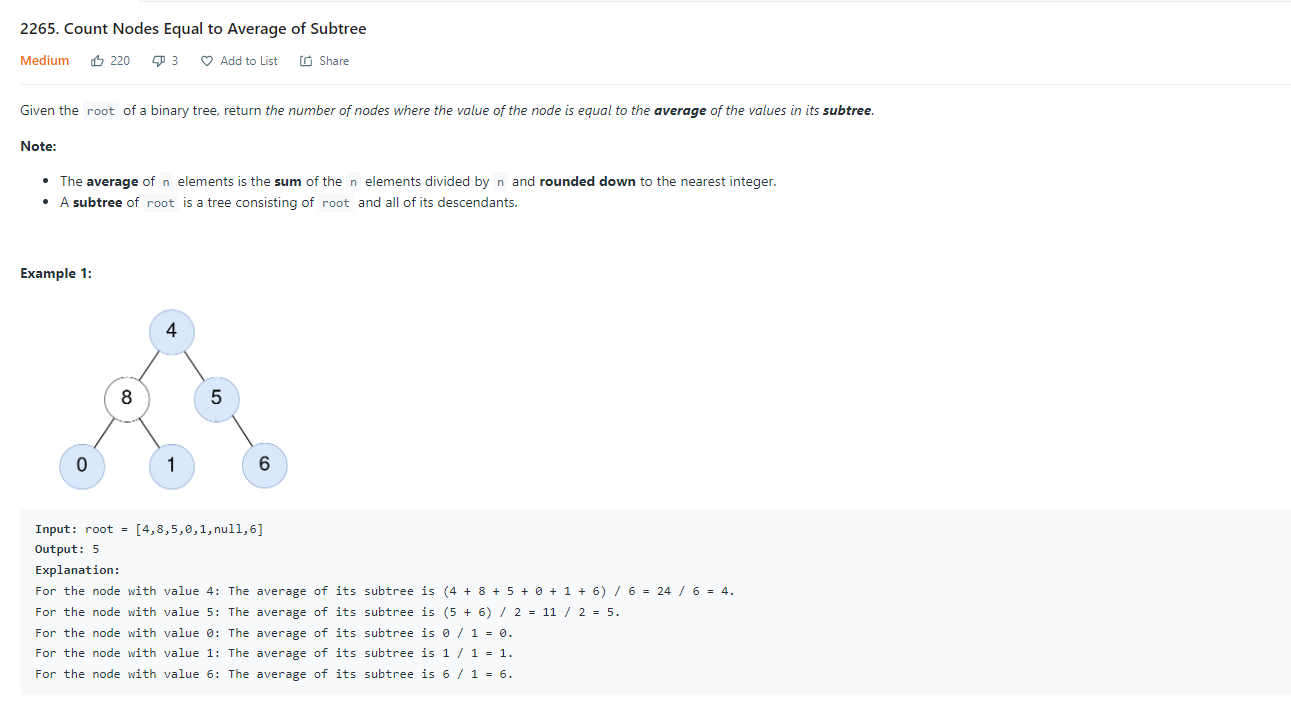 2265. Count Nodes Equal to Average of Subtree
Medium 220 3 Add to List Share
Given the root of a binary tree, return the number of nodes where the value of the node is equal to the average of the values in its subtree.
Note:
• The average of n elements is the sum of the n elements divided by n and rounded down to the nearest integer.
• A subtree of root is a tree consisting of root and all of its descendants.
Example 1:
4
8 5
0 1 6
Input: root = [4,8,5,0,1,null,6]
Output: 5
Explanation:
For the node with value 4: The average of its subtree is (4 + 8 + 5 + 0 + 1 + 6) / 6 = 24 / 6 = 4.
For the node with value 5: The average of its subtree is (5 + 6) / 2 = 11 / 2 = 5.
For the node with value 0: The average of its subtree is 0 / 1 = 0.
For the node with value 1: The average of its subtree is 1 / 1 = 1.
For the node with value 6: The average of its subtree is 6 / 1 = 6.